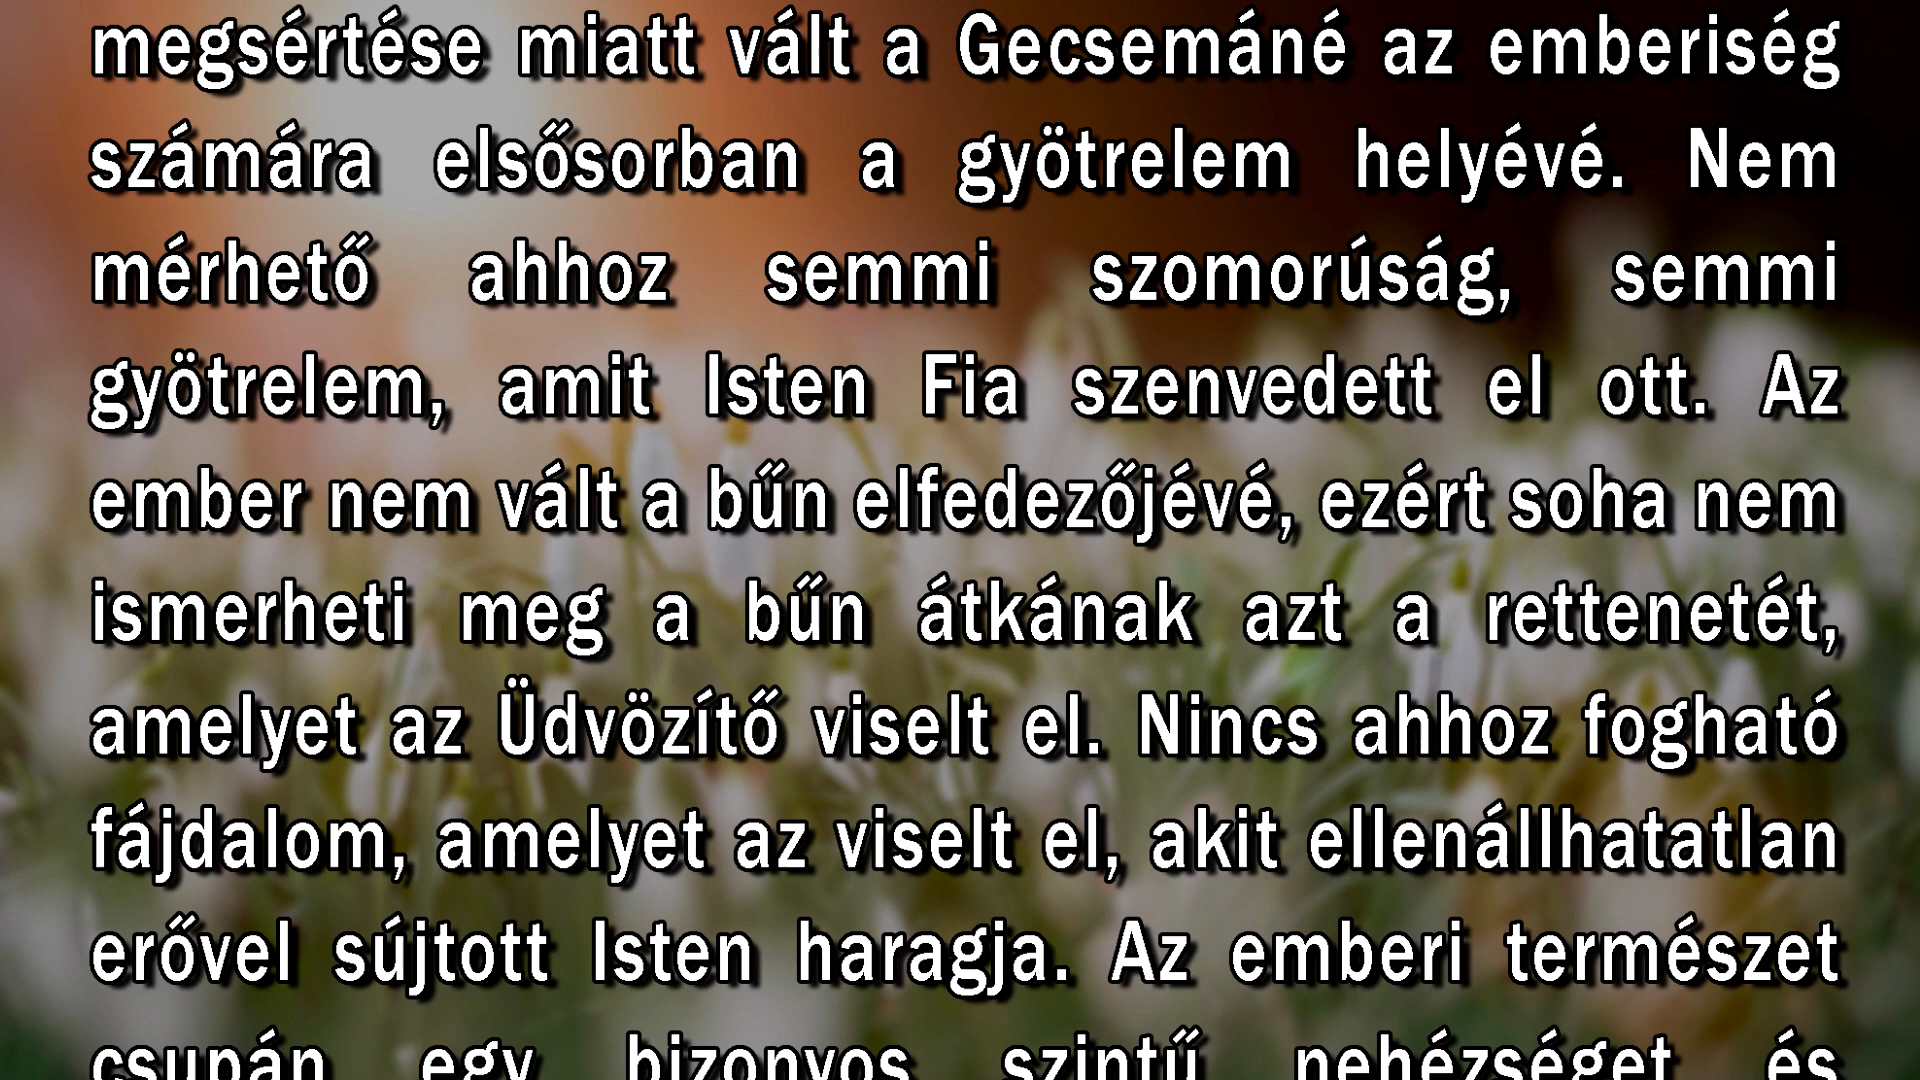 megsértése miatt vált a Gecsemáné az emberiség
számára elsősorban a gyötrelem helyévé. Nem
mérhető ahhoz semmi szomorúság, semmi
gyötrelem, amit Isten Fia szenvedett el ott. Az
ember nem vált a bűn elfedezőjévé, ezért soha nem
ismerheti meg a bűn átkának azt a rettenetét,
amelyet az Üdvözítő viselt el. Nincs ahhoz fogható
fájdalom, amelyet az viselt el, akit ellenállhatatlan
erővel sújtott Isten haragja. Az emberi természet
csupán egy bizonyos szintű nehézséget és